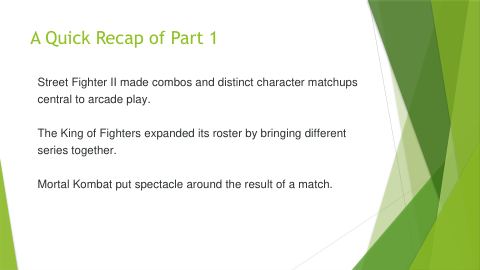 A Quick Recap of Part 1
Street Fighter II made combos and distinct character matchups
central to arcade play.
The King of Fighters expanded its roster by bringing different
series together.
Mortal Kombat put spectacle around the result of a match.